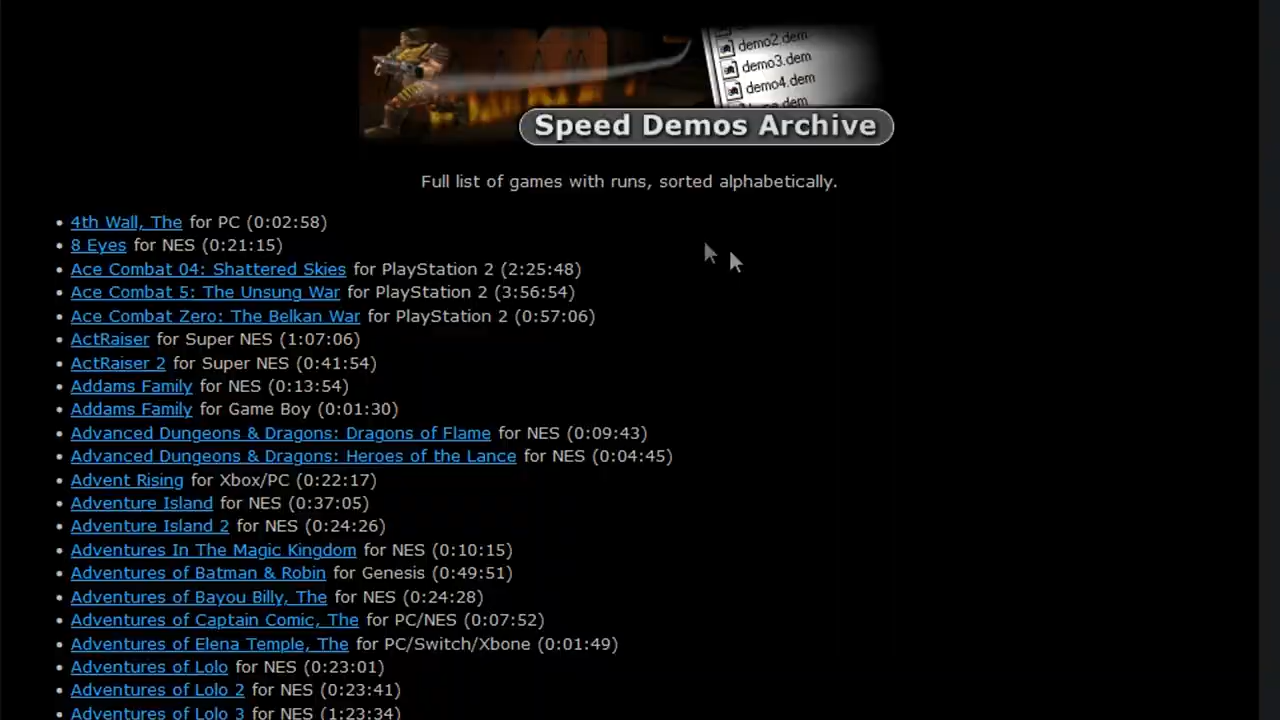 demo2.dem
demo3.dem
demo4.dem
Speed Demos Archive
Full list of games with runs, sorted alphabetically.
• 4th Wall, The for PC (0:02:58)
• 8 Eyes for NES (0:21:15)
• Ace Combat 04: Shattered Skies for PlayStation 2 (2:25:48)
• Ace Combat 5: The Unsung War for PlayStation 2 (3:56:54)
• Ace Combat Zero: The Belkan War for PlayStation 2 (0:57:06)
• ActRaiser for Super NES (1:07:06)
• ActRaiser 2 for Super NES (0:41:54)
• Addams Family for NES (0:13:54)
• Addams Family for Game Boy (0:01:30)
• Advanced Dungeons & Dragons: Dragons of Flame for NES (0:09:43)
• Advanced Dungeons & Dragons: Heroes of the Lance for NES (0:04:45)
• Advent Rising for Xbox/PC (0:22:17)
• Adventure Island for NES (0:37:05)
• Adventure Island 2 for NES (0:24:26)
• Adventures In The Magic Kingdom for NES (0:10:15)
• Adventures of Batman & Robin for Genesis (0:49:51)
• Adventures of Bayou Billy, The for NES (0:24:28)
• Adventures of Captain Comic, The for PC/NES (0:07:52)
• Adventures of Elena Temple, The for PC/Switch/Xbone (0:01:49)
• Adventures of Lolo for NES (0:23:01)
• Adventures of Lolo 2 for NES (0:23:41)
• Adventures of Lolo 3 for NES (1:23:34)